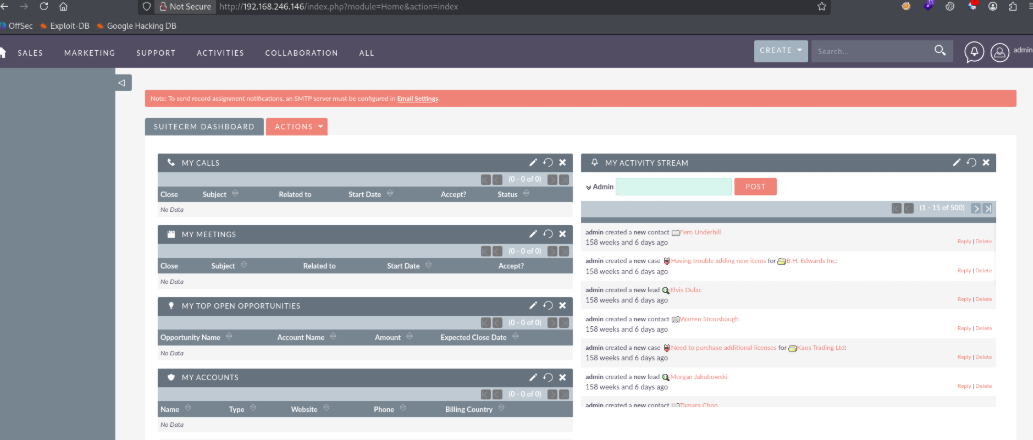 Not Secure http://192.168.246.146/index.php?module=Home&action=index
OffSec Exploit-DB Google Hacking DB
SALES MARKETING SUPPORT ACTIVITIES COLLABORATION ALL CREATE Search... admin
Note: To send record assignment notifications, an SMTP server must be configured in Email Settings.
SUITECRM DASHBOARD ACTIONS
MY CALLS
(0 - 0 of 0)
Close Subject Related to Start Date Accept? Status
No Data
MY MEETINGS
(0 - 0 of 0)
Close Subject Related to Start Date Accept?
No Data
MY TOP OPEN OPPORTUNITIES
(0 - 0 of 0)
Opportunity Name Account Name Amount Expected Close Date
No Data
MY ACCOUNTS
(0 - 0 of 0)
Name Type Website Phone Billing Country
No Data
MY ACTIVITY STREAM
Admin POST
(1 - 15 of 500)
admin created a new contact Fern Underhill
158 weeks and 6 days ago
Reply | Delete
admin created a new case Having trouble adding new items for B.H. Edwards Inc:
158 weeks and 6 days ago
Reply | Delete
admin created a new lead Elvis Dulac
158 weeks and 6 days ago
Reply | Delete
admin created a new contact Warren Strausbaugh
158 weeks and 6 days ago
Reply | Delete
admin created a new case Need to purchase additional licenses for Kaos Trading Ltd:
158 weeks and 6 days ago
Reply | Delete
admin created a new lead Morgan Jakubowski
158 weeks and 6 days ago
Reply | Delete
admin created a new contact